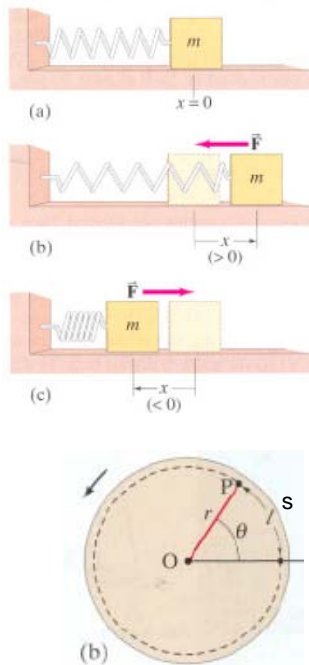 m
x = 0
(a)
F⃗
m
x
(> 0)
(b)
F⃗
m
x
(< 0)
(c)
P
s
r
l
θ
O
(b)